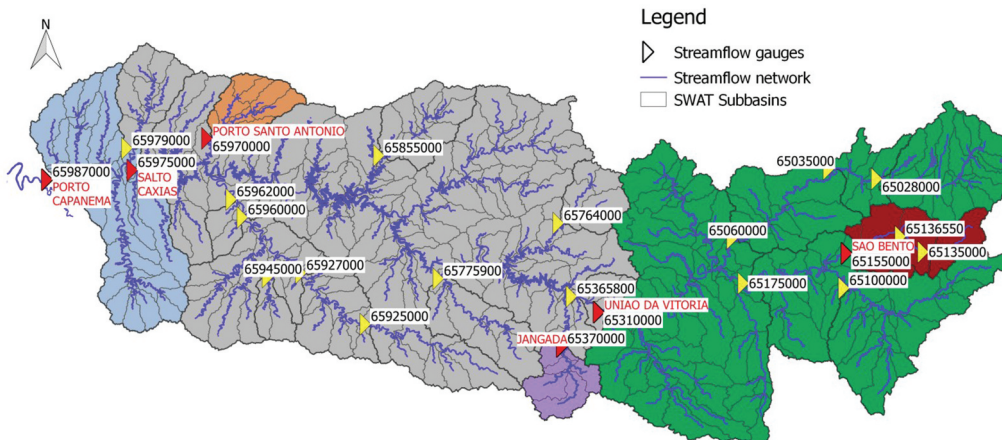 N
Legend
Streamflow gauges
Streamflow network
SWAT Subbasins
PORTO SANTO ANTONIO
65970000
65979000
65975000
SALTO
CAXIAS
65987000
PORTO
CAPANEMA
65855000
65962000
65960000
65945000
65927000
65925000
65775900
65764000
65365800
UNIAO DA VITORIA
65310000
JANGADA 65370000
65035000
65028000
65060000
65136550
SAO BENTO
65155000
65135000
65175000
65100000